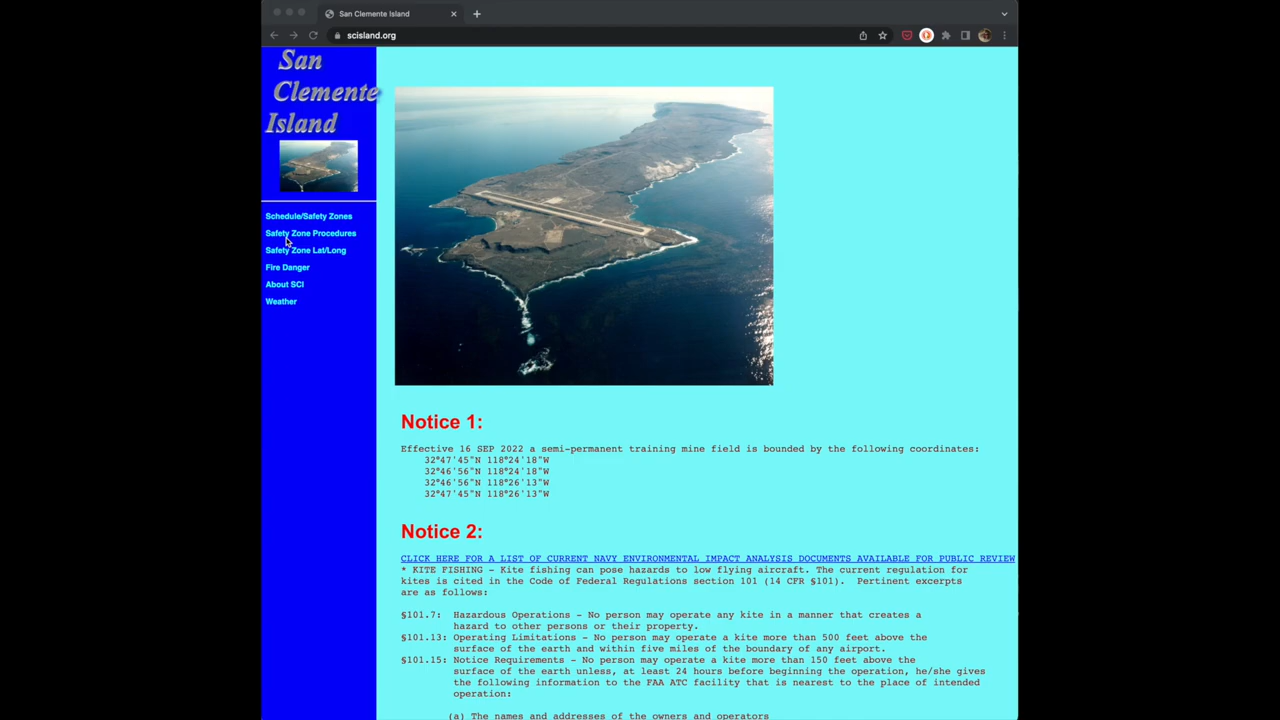 San Clemente Island
scisland.org
San
Clemente
Island
Schedule/Safety Zones
Safety Zone Procedures
Safety Zone Lat/Long
Fire Danger
About SCI
Weather
Notice 1:
Effective 16 SEP 2022 a semi-permanent training mine field is bounded by the following coordinates:
32°47'45"N 118°24'18"W
32°46'56"N 118°24'18"W
32°46'56"N 118°26'13"W
32°47'45"N 118°26'13"W
Notice 2:
CLICK HERE FOR A LIST OF CURRENT NAVY ENVIRONMENTAL IMPACT ANALYSIS DOCUMENTS AVAILABLE FOR PUBLIC REVIEW
* KITE FISHING - Kite fishing can pose hazards to low flying aircraft. The current regulation for
kites is cited in the Code of Federal Regulations section 101 (14 CFR §101). Pertinent excerpts
are as follows:
§101.7: Hazardous Operations - No person may operate any kite in a manner that creates a
hazard to other persons or their property.
§101.13: Operating Limitations - No person may operate a kite more than 500 feet above the
surface of the earth and within five miles of the boundary of any airport.
§101.15: Notice Requirements - No person may operate a kite more than 150 feet above the
surface of the earth unless, at least 24 hours before beginning the operation, he/she gives
the following information to the FAA ATC facility that is nearest to the place of intended
operation:
(a) The names and addresses of the owners and operators